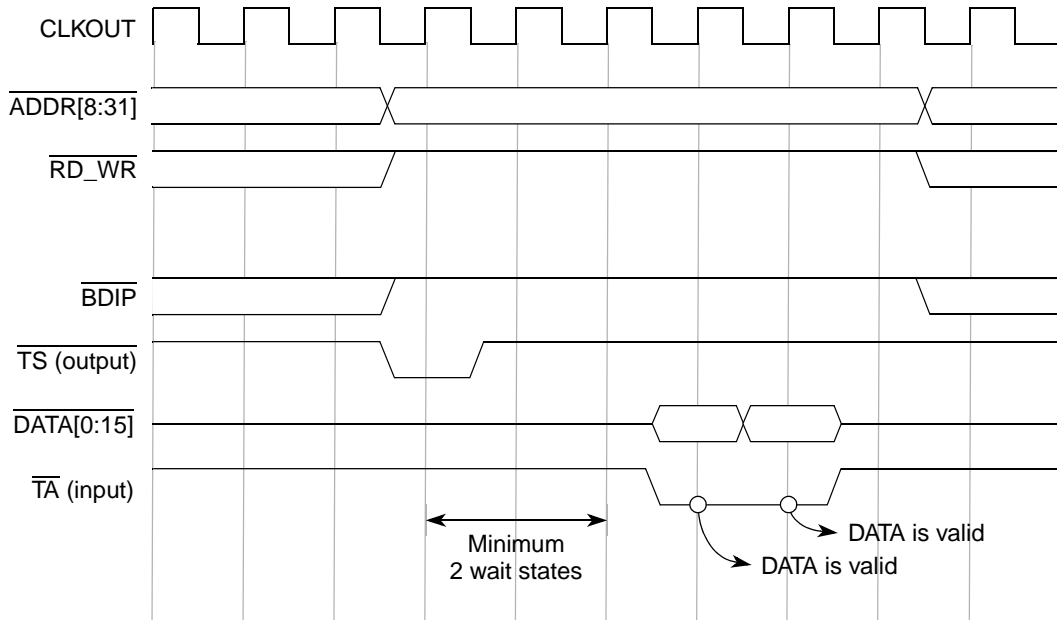 CLKOUT
ADDR[8:31]
RD_WR
BDIP
TS (output)
DATA[0:15]
TA (input)
Minimum
2 wait states
DATA is valid
DATA is valid